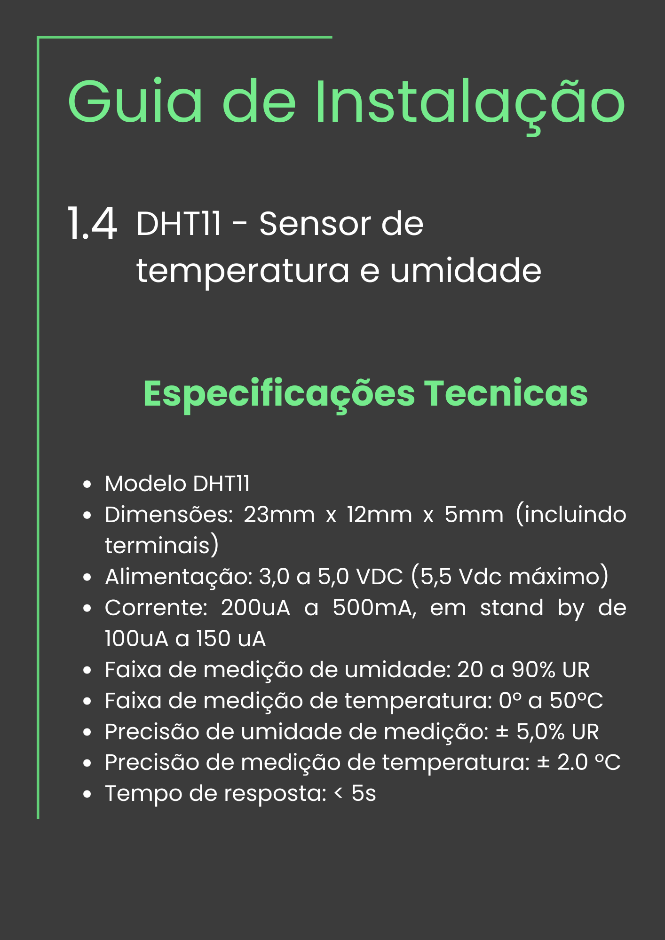 Guia de Instalação
1.4 DHT11 - Sensor de
temperatura e umidade
Especificações Tecnicas
• Modelo DHT11
• Dimensões: 23mm x 12mm x 5mm (incluindo
terminais)
• Alimentação: 3,0 a 5,0 VDC (5,5 Vdc máximo)
• Corrente: 200uA a 500mA, em stand by de
100uA a 150 uA
• Faixa de medição de umidade: 20 a 90% UR
• Faixa de medição de temperatura: 0º a 50ºC
• Precisão de umidade de medição: ± 5,0% UR
• Precisão de medição de temperatura: ± 2.0 ºC
• Tempo de resposta: < 5s